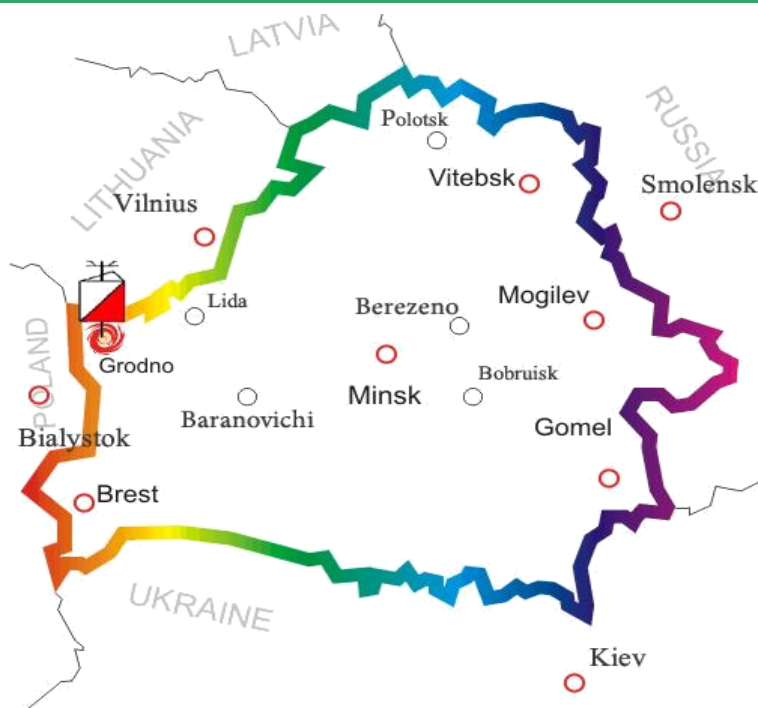 LATVIA
RUSSIA
LITHUANIA
Polotsk
Vitebsk
Smolensk
Vilnius
Lida
Berezeno
Mogilev
POLAND
Grodno
Minsk
Bobruisk
Baranovichi
Gomel
Bialystok
Brest
UKRAINE
Kiev